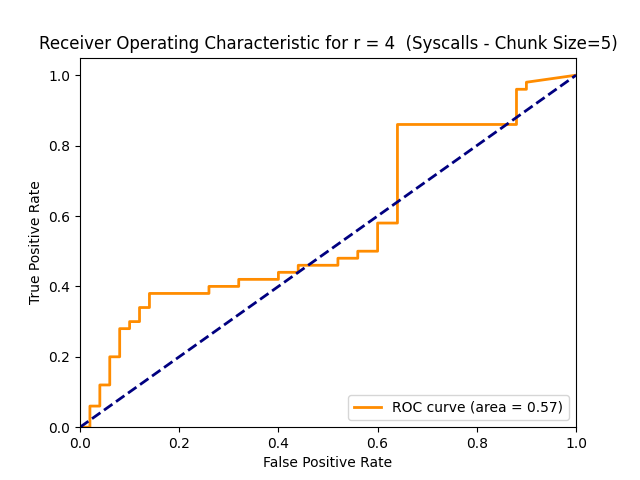 Receiver Operating Characteristic for r = 4  (Syscalls - Chunk Size=5)
1.0
0.8
0.6
0.4
0.2
0.0
True Positive Rate
ROC curve (area = 0.57)
0.0 0.2 0.4 0.6 0.8 1.0
False Positive Rate